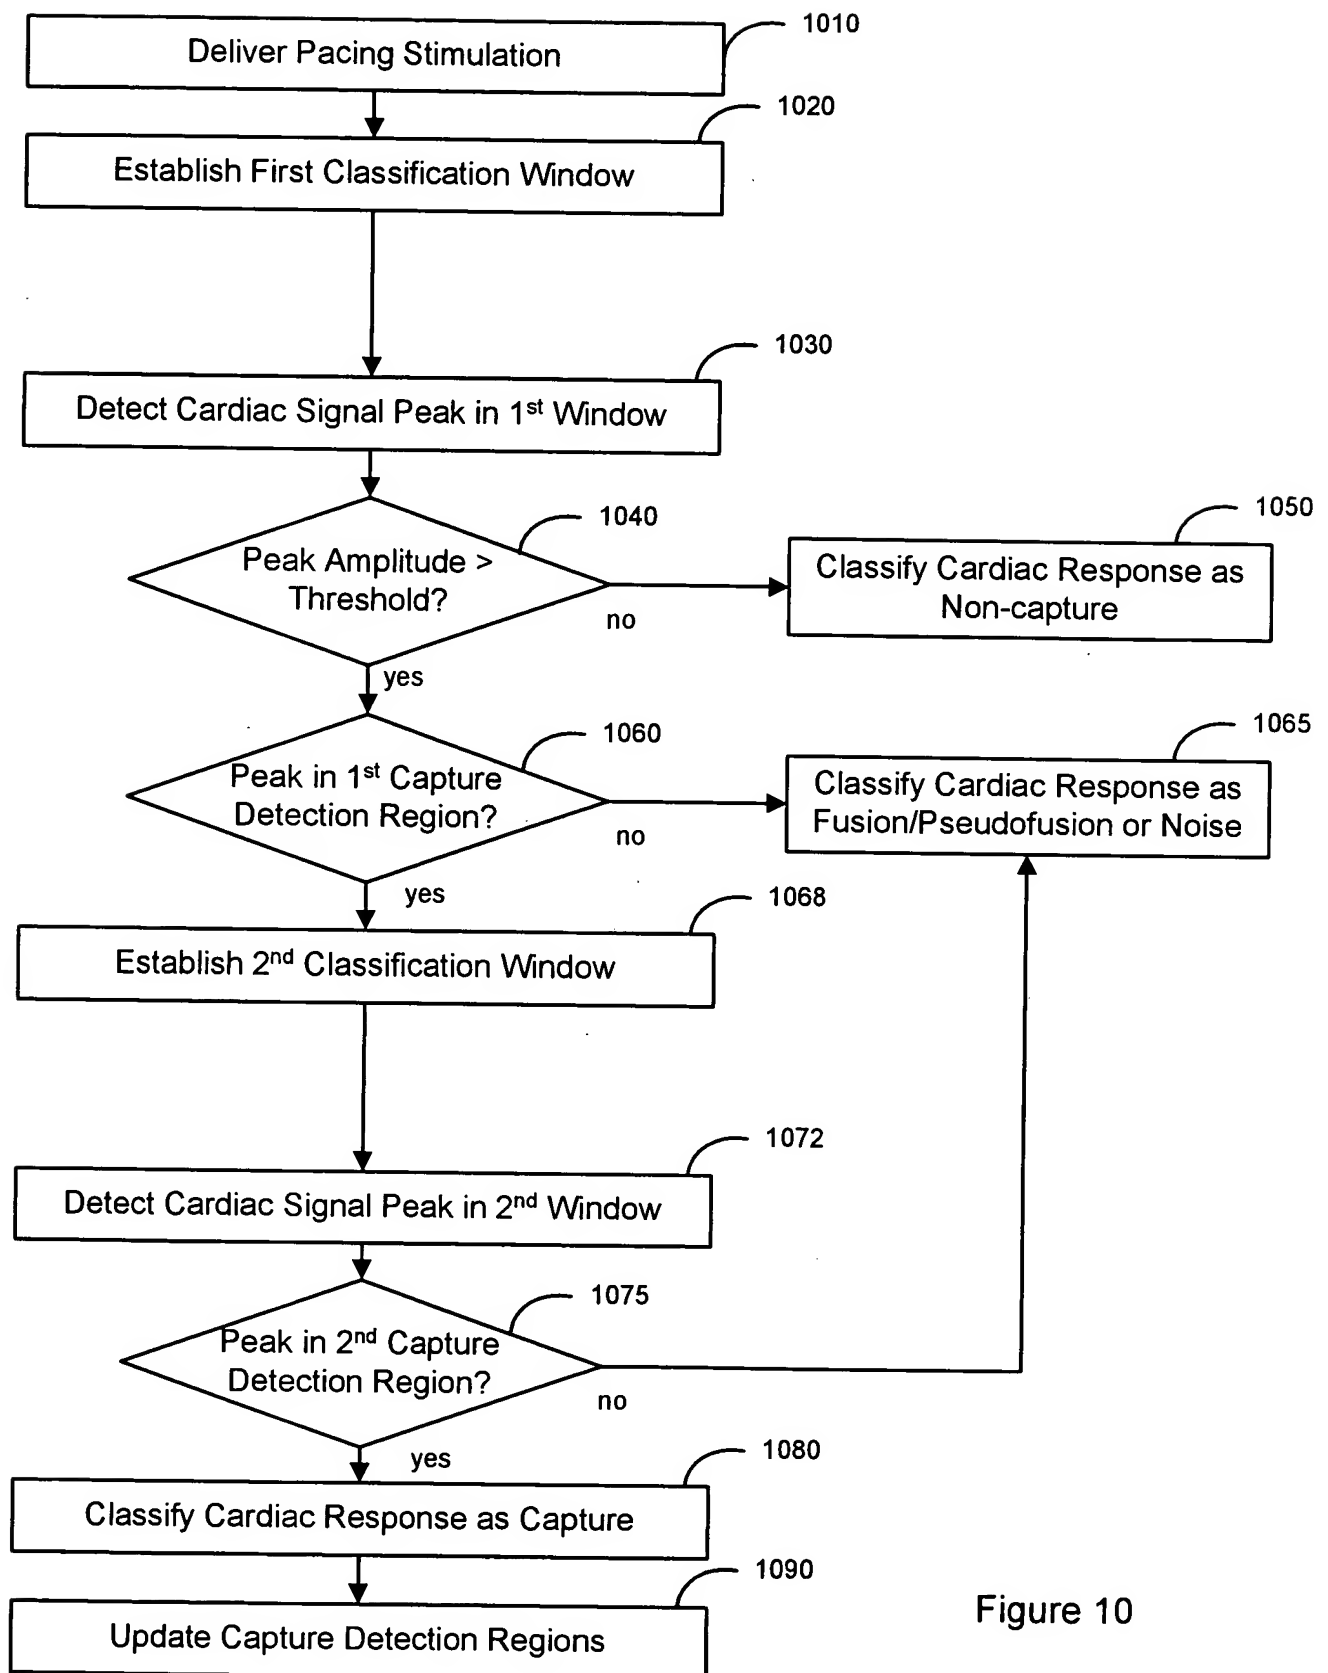 1010
Deliver Pacing Stimulation
1020
Establish First Classification Window
1030
Detect Cardiac Signal Peak in 1st Window
1040
Peak Amplitude >
Threshold?
no
yes
1050
Classify Cardiac Response as
Non-capture
1060
Peak in 1st Capture
Detection Region?
no
yes
1065
Classify Cardiac Response as
Fusion/Pseudofusion or Noise
1068
Establish 2nd Classification Window
1072
Detect Cardiac Signal Peak in 2nd Window
1075
Peak in 2nd Capture
Detection Region?
no
yes
1080
Classify Cardiac Response as Capture
1090
Update Capture Detection Regions
Figure 10